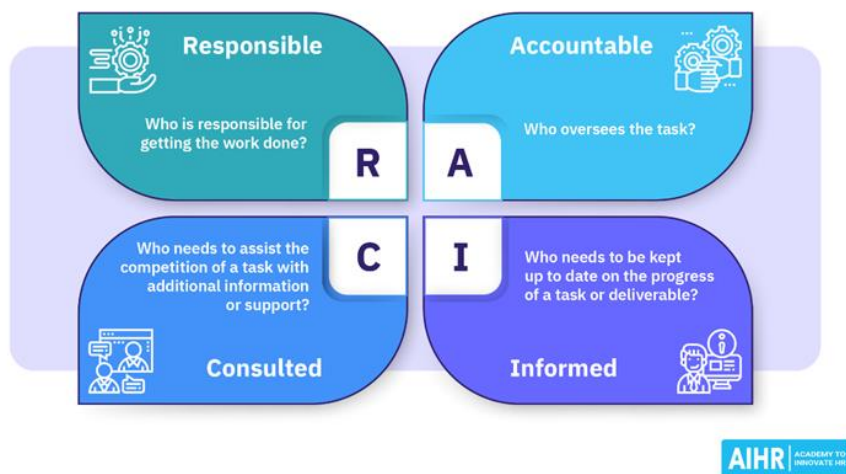 Responsible
Who is responsible for
getting the work done?
R
Accountable
Who oversees the task?
A
Who needs to assist the
competition of a task with
additional information
or support?
C
Consulted
Who needs to be kept
up to date on the progress
of a task or deliverable?
I
Informed
AIHR
ACADEMY TO
INNOVATE HR